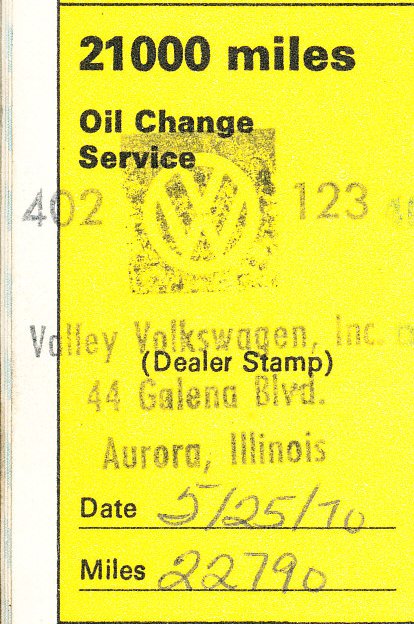 21000 miles
Oil Change
Service
402 123
Valley Volkswagen, Inc.
(Dealer Stamp)
44 Galena Blvd.
Aurora, Illinois
Date 5/25/70
Miles 22790